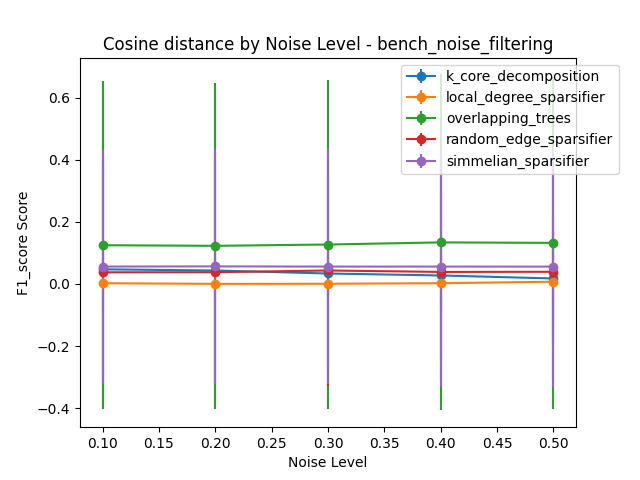 Cosine distance by Noise Level - bench_noise_filtering
k_core_decomposition
local_degree_sparsifier
overlapping_trees
random_edge_sparsifier
simmelian_sparsifier
F1_score Score
0.6
0.4
0.2
0.0
−0.2
−0.4
0.10 0.15 0.20 0.25 0.30 0.35 0.40 0.45 0.50
Noise Level